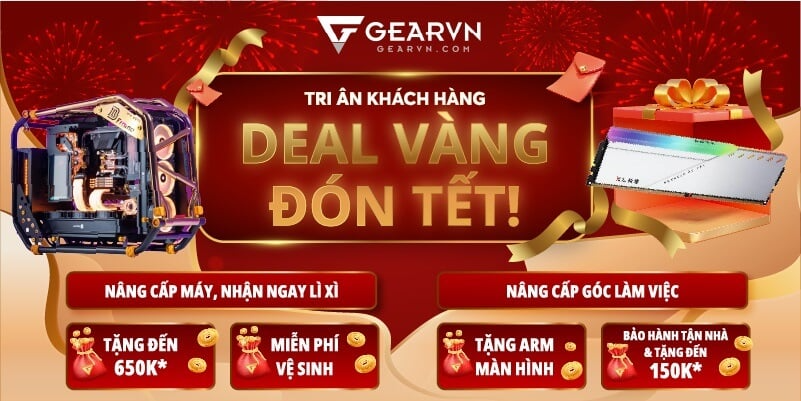 GEARVN
GEARVN.COM
TRI ÂN KHÁCH HÀNG
DEAL VÀNG
ĐÓN TẾT!
NÂNG CẤP MÁY, NHẬN NGAY LÌ XÌ
TẶNG ĐẾN
650K*
MIỄN PHÍ
VỆ SINH
NÂNG CẤP GÓC LÀM VIỆC
TẶNG ARM
MÀN HÌNH
BẢO HÀNH TẬN NHÀ
& TẶNG ĐẾN
150K*